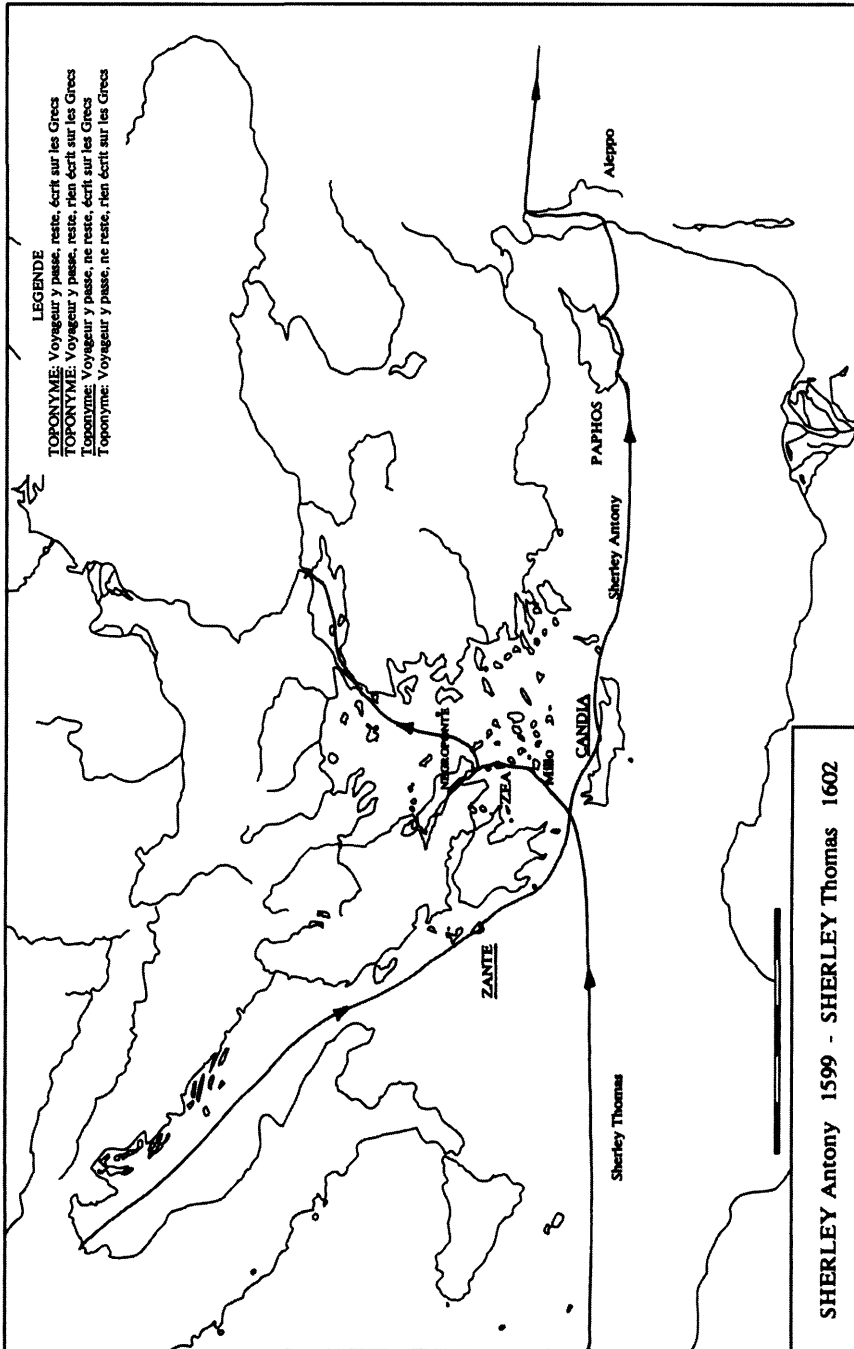 LEGENDE
TOPONYME: Voyageur y passe, reste, écrit sur les Grecs
TOPONYME: Voyageur y passe, reste, rien écrit sur les Grecs
Toponyme: Voyageur y passe, ne reste, écrit sur les Grecs
Toponyme: Voyageur y passe, ne reste, rien écrit sur les Grecs
NEGROPONTE
ZEA
Millo
ZANTE
CANDIA
PAPHOS
Aleppo
Sherley Antony
Sherley Thomas
SHERLEY Antony 1599 - SHERLEY Thomas 1602